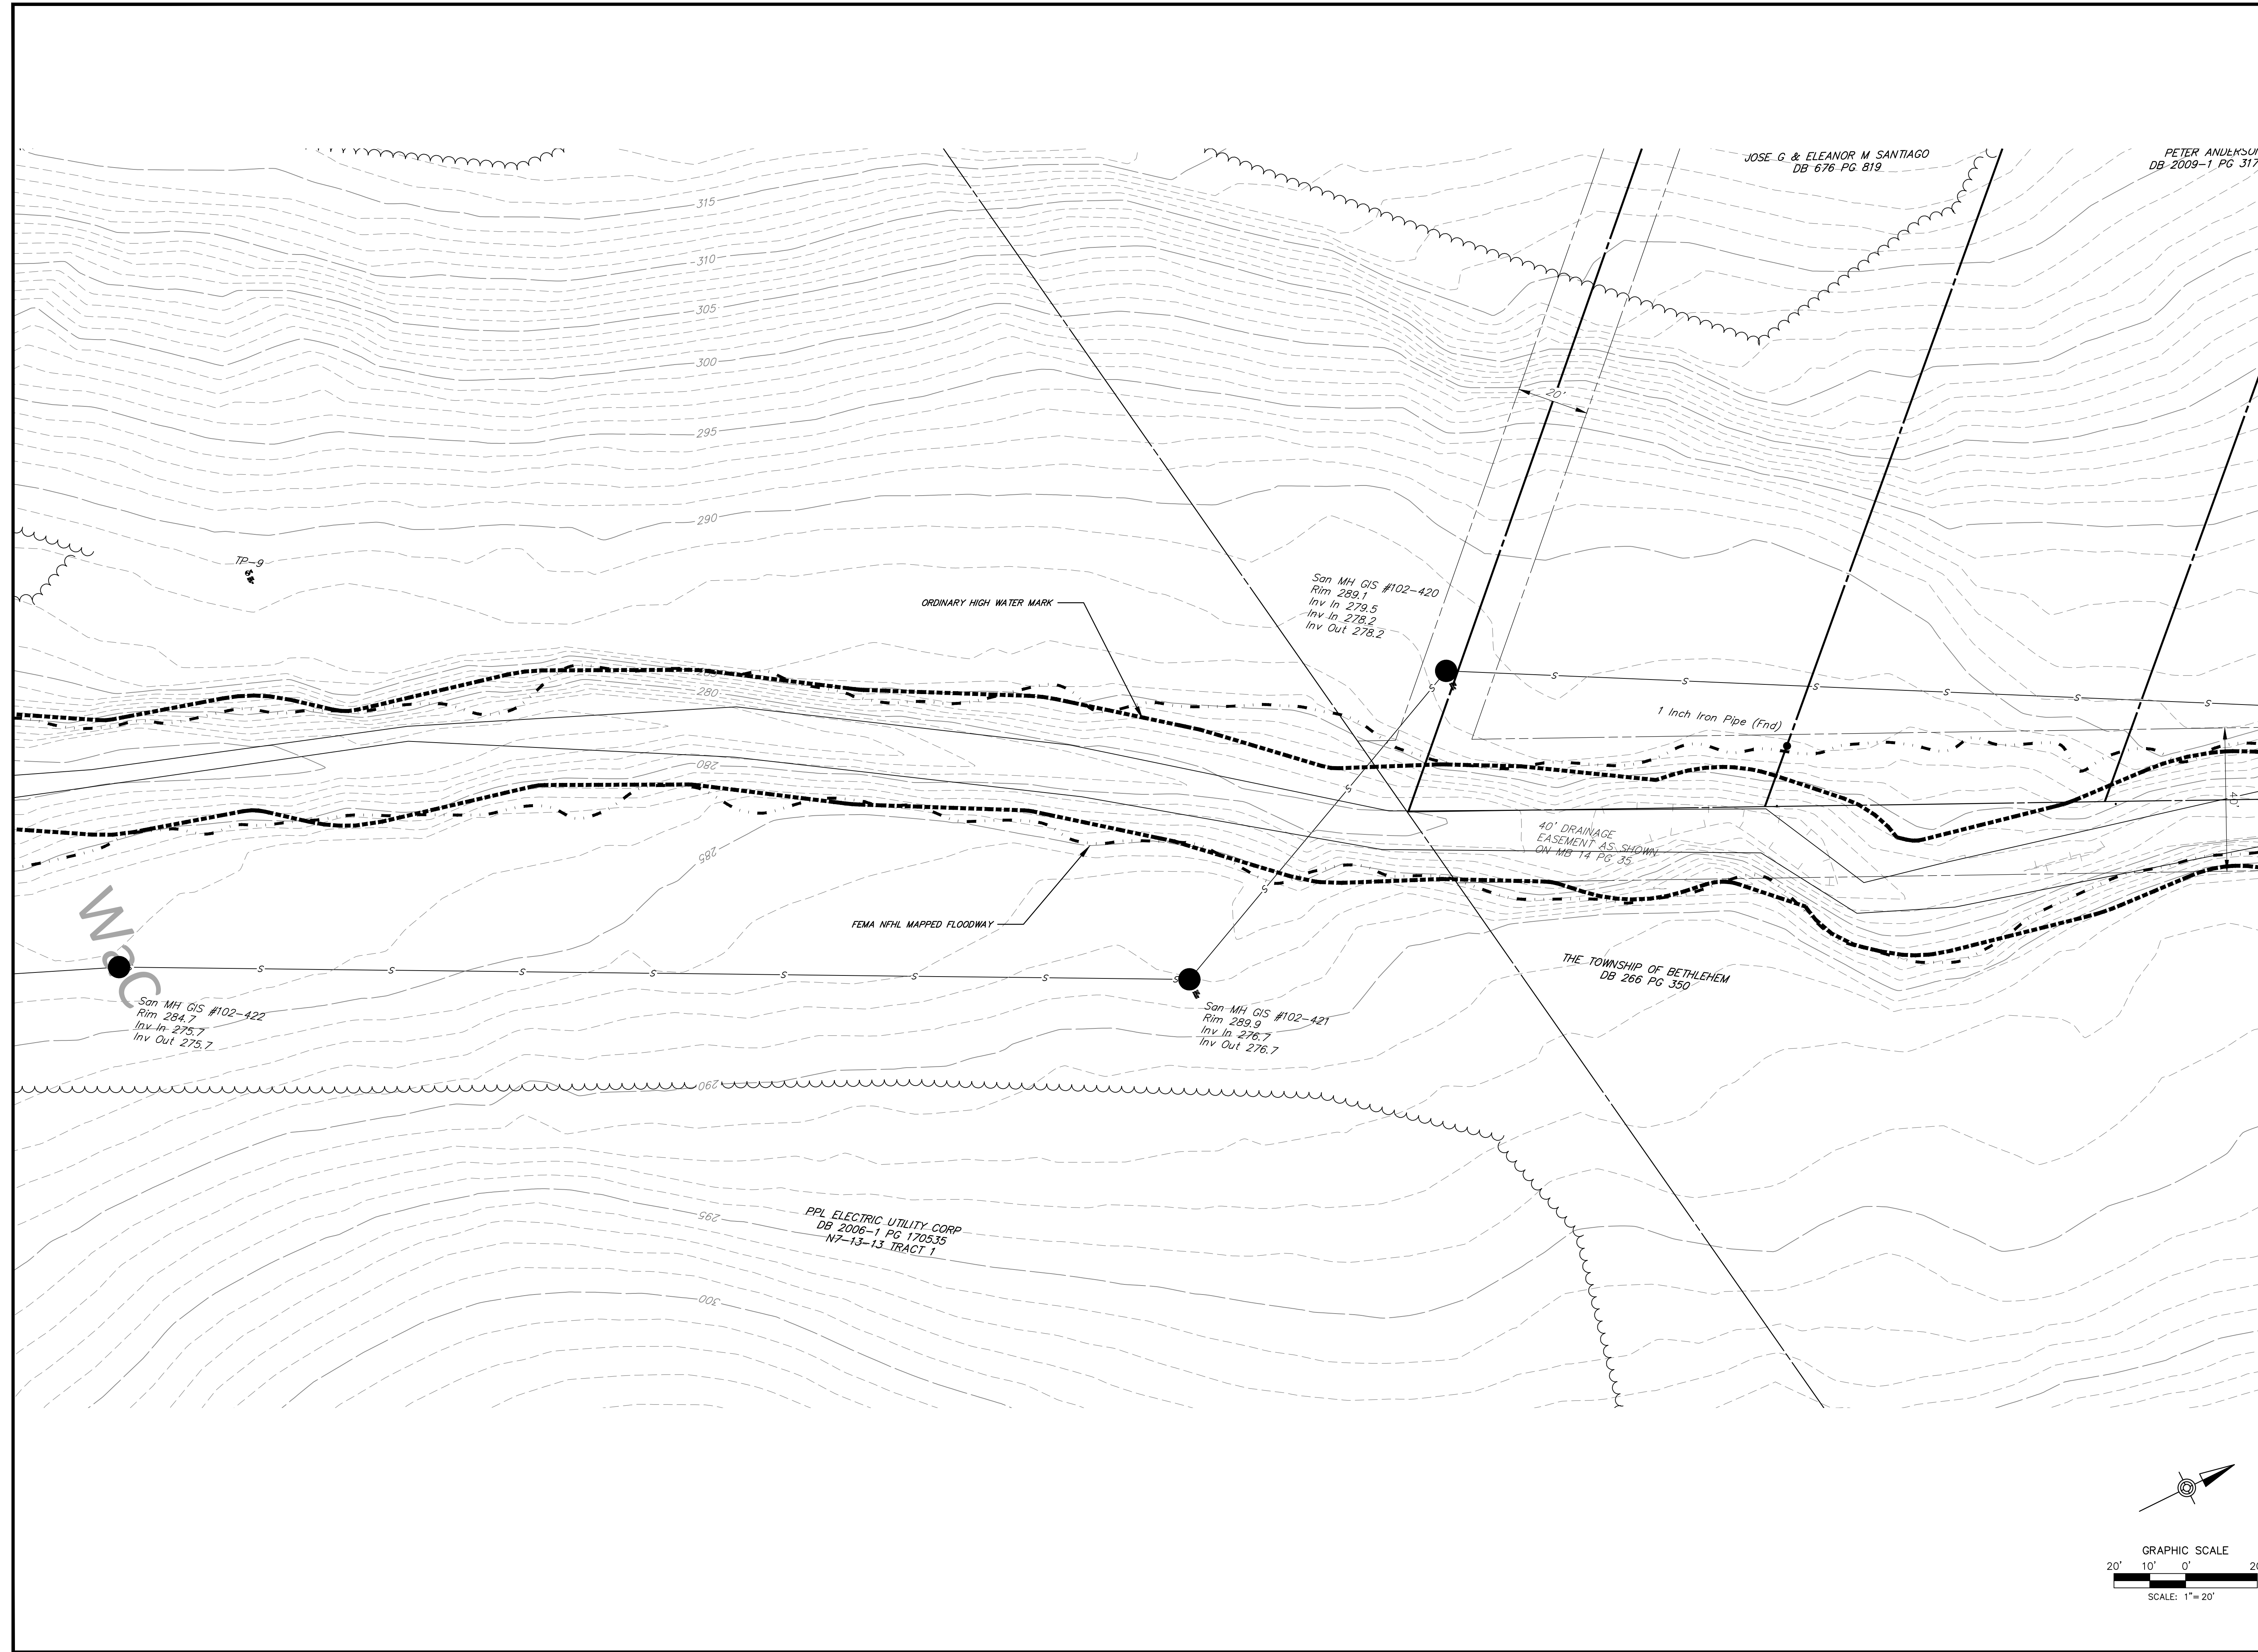 JOSE G & ELEANOR M SANTIAGO
DB 676 PG 819
PETER ANDERSO
DB 2009-1 PG 317
315
310
305
300
295
290
20'
TP-9
ORDINARY HIGH WATER MARK
San MH GIS #102-420
Rim 289.1
Inv In 279.5
Inv In 278.2
Inv Out 278.2
S S S S S S
280
1 Inch Iron Pipe (Fnd)
S
S
280
40'
40' DRAINAGE
EASEMENT AS SHOWN
ON MB 14 PG 35
285
S
FEMA NFHL MAPPED FLOODWAY
THE TOWNSHIP OF BETHLEHEM
DB 266 PG 350
WaC
S S S S S S S S
San MH GIS #102-422
Rim 284.7
Inv In 275.7
Inv Out 275.7
San MH GIS #102-421
Rim 289.9
Inv In 276.7
Inv Out 276.7
290
295
PPL ELECTRIC UTILITY CORP
DB 2006-1 PG 170535
N7-13-13 TRACT 1
300
GRAPHIC SCALE
20' 10' 0' 20
SCALE: 1"= 20'